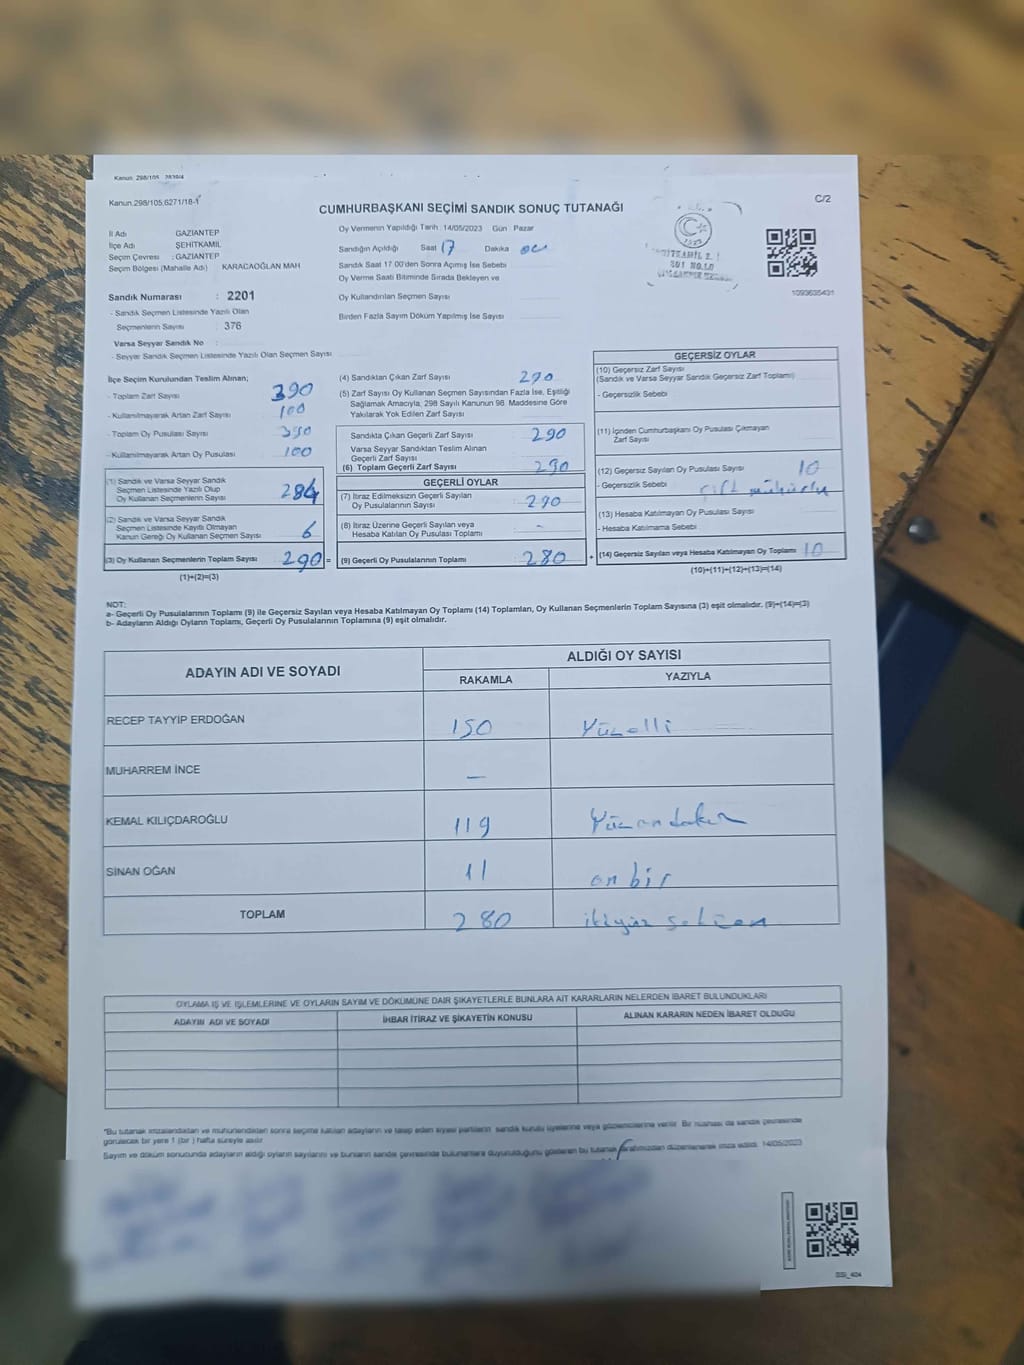 Kanun. 298/105
Kanun.298/105,6271/18-1
C/2
CUMHURBAŞKANI SEÇİMİ SANDIK SONUÇ TUTANAĞI
İl Adı GAZİANTEP
İlçe Adı ŞEHİTKAMİL
Seçim Çevresi : GAZİANTEP
Seçim Bölgesi (Mahalle Adı) KARACAOĞLAN MAH
Sandık Numarası : 2201
- Sandık Seçmen Listesinde Yazılı Olan
Seçmenlerin Sayısı : 376
Varsa Seyyar Sandık No :
- Seyyar Sandık Seçmen Listesinde Yazılı Olan Seçmen Sayısı
Oy Vermenin Yapıldığı Tarih : 14/05/2023 Gün Pazar
Sandığın Açıldığı Saat 17 Dakika 00
Sandık Saat 17.00'den Sonra Açımış İse Sebebi
Oy Verme Saati Bitiminde Sırada Bekleyen ve
Oy Kullandırılan Seçmen Sayısı
Birden Fazla Sayım Döküm Yapılmış İse Sayısı
1093635431
İlçe Seçim Kurulundan Teslim Alınan;
- Toplam Zarf Sayısı 390
- Kullanılmayarak Artan Zarf Sayısı 100
- Toplam Oy Pusulası Sayısı
- Kullanılmayarak Artan Oy Pusulası 100
(1) Sandık ve Varsa Seyyar Sandık
Seçmen Listesinde Yazılı Olup
Oy Kullanan Seçmenlerin Sayısı 284
(2) Sandık ve Varsa Seyyar Sandık
Seçmen Listesinde Kayıtlı Olmayan
Kanun Gereği Oy Kullanan Seçmen Sayısı 6
(3) Oy Kullanan Seçmenlerin Toplam Sayısı 290 =
(1)+(2)=(3)
(4) Sandıktan Çıkan Zarf Sayısı 290
(5) Zarf Sayısı Oy Kullanan Seçmen Sayısından Fazla İse, Eşitliği
Sağlamak Amacıyla, 298 Sayılı Kanunun 98. Maddesine Göre
Yakılarak Yok Edilen Zarf Sayısı
Sandıkta Çıkan Geçerli Zarf Sayısı 290
Varsa Seyyar Sandıktan Teslim Alınan
Geçerli Zarf Sayısı
(6) Toplam Geçerli Zarf Sayısı 290
GEÇERLİ OYLAR
(7) İtiraz Edilmeksizin Geçerli Sayılan
Oy Pusulalarının Sayısı 290
(8) İtiraz Üzerine Geçerli Sayılan veya
Hesaba Katılan Oy Pusulası Toplamı -
(9) Geçerli Oy Pusulalarının Toplamı 280 +
GEÇERSİZ OYLAR
(10) Geçersiz Zarf Sayısı
(Sandık ve Varsa Seyyar Sandık Geçersiz Zarf Toplamı)
- Geçersizlik Sebebi
(11) İçinden Cumhurbaşkanı Oy Pusulası Çıkmayan
Zarf Sayısı
(12) Geçersiz Sayılan Oy Pusulası Sayısı 10
- Geçersizlik Sebebi çift mühürlü
(13) Hesaba Katılmayan Oy Pusulası Sayısı
- Hesaba Katılmama Sebebi
(14) Geçersiz Sayılan veya Hesaba Katılmayan Oy Toplamı 10
(10)+(11)+(12)+(13)=(14)
NOT:
a- Geçerli Oy Pusulalarının Toplamı (9) ile Geçersiz Sayılan veya Hesaba Katılmayan Oy Toplamı (14) Toplamları, Oy Kullanan Seçmenlerin Toplam Sayısına (3) eşit olmalıdır. (9)+(14)=(3)
b- Adayların Aldığı Oyların Toplamı, Geçerli Oy Pusulalarının Toplamına (9) eşit olmalıdır.
ADAYIN ADI VE SOYADI
ALDIĞI OY SAYISI
RAKAMLA YAZIYLA
RECEP TAYYİP ERDOĞAN 150 Yüzelli
MUHARREM İNCE -
KEMAL KILIÇDAROĞLU 119 Yüzondokuz
SİNAN OĞAN 11 on bir
TOPLAM 280 ikiyüz seksen
OYLAMA İŞ VE İŞLEMLERİNE VE OYLARIN SAYIM VE DÖKÜMÜNE DAİR ŞİKAYETLERLE BUNLARA AİT KARARLARIN NELERDEN İBARET BULUNDUKLARI
ADAYIN ADI VE SOYADI İHBAR İTİRAZ VE ŞİKAYETİN KONUSU ALINAN KARARIN NEDEN İBARET OLDUĞU
"Bu tutanak imzalandıktan ve mühürlendikten sonra seçime katılan adayların ve talep eden siyasi partilerin sandık kurulu üyelerine veya gözlemcilerine verilir. Bir nüshası da sandık çevresinde
görülecek bir yere 1 (bir ) hafta süreyle asılır.
Sayım ve döküm sonucunda adayların aldığı oyların sayılarını ve bunların sandık çevresinde bulunanlara duyurulduğunu gösteren bu tutanak tarafımızdan düzenlenerek imza edildi. 14/05/2023